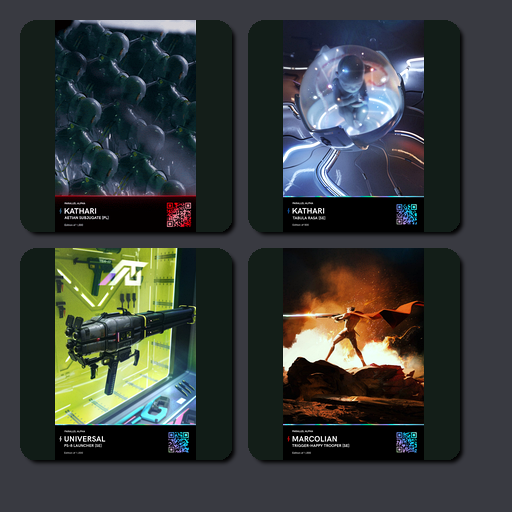 PARALLEL ALPHA
KATHARI
AETIAN SUBJUGATE [PL]
PARALLEL ALPHA
KATHARI
TABULA RASA [SE]
PARALLEL ALPHA
UNIVERSAL
PS-8 LAUNCHER [SE]
PARALLEL ALPHA
MARCOLIAN
TRIGGER-HAPPY TROOPER [SE]